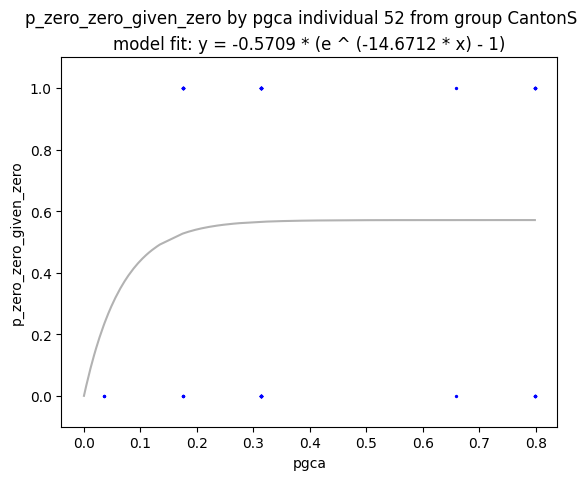 p_zero_zero_given_zero by pgca individual 52 from group CantonS
model fit: y = -0.5709 * (e ^ (-14.6712 * x) - 1)
1.0
0.8
0.6
0.4
0.2
0.0
p_zero_zero_given_zero
0.0 0.1 0.2 0.3 0.4 0.5 0.6 0.7 0.8
pgca